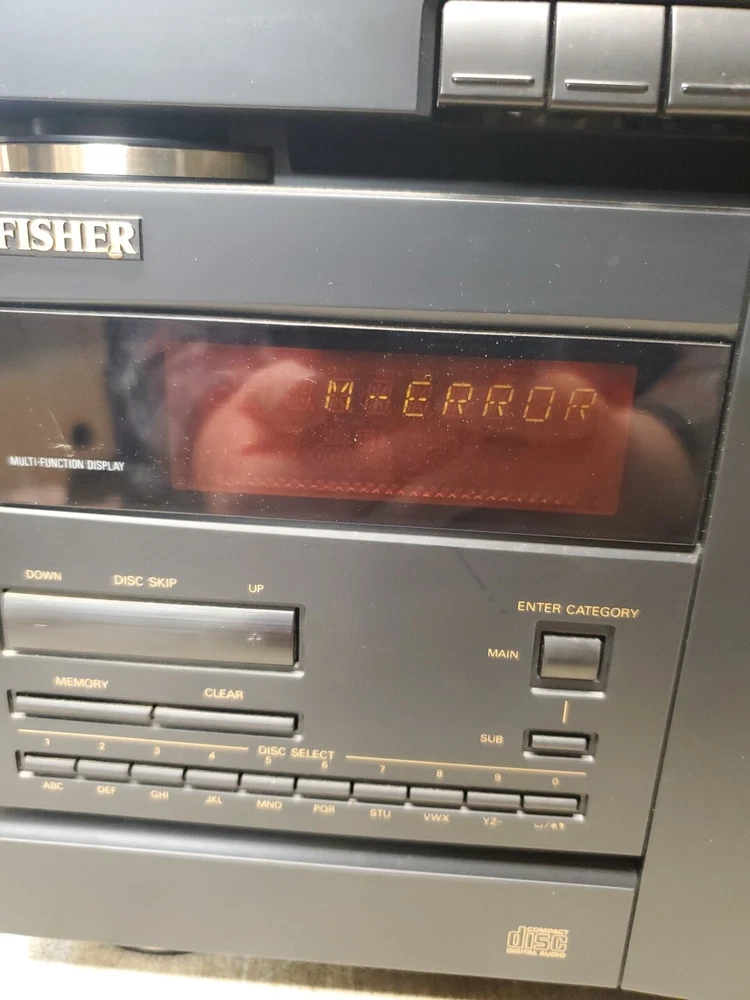 FISHER
M-ERROR
MULTI-FUNCTION DISPLAY
DOWN DISC SKIP UP
ENTER CATEGORY
MAIN
MEMORY CLEAR
SUB
DISC SELECT
1 2 3 4 5 6 7 8 9 0
ABC DEF GHI JKL MNO PQR STU VWX YZ-
COMPACT
disc
DIGITAL AUDIO